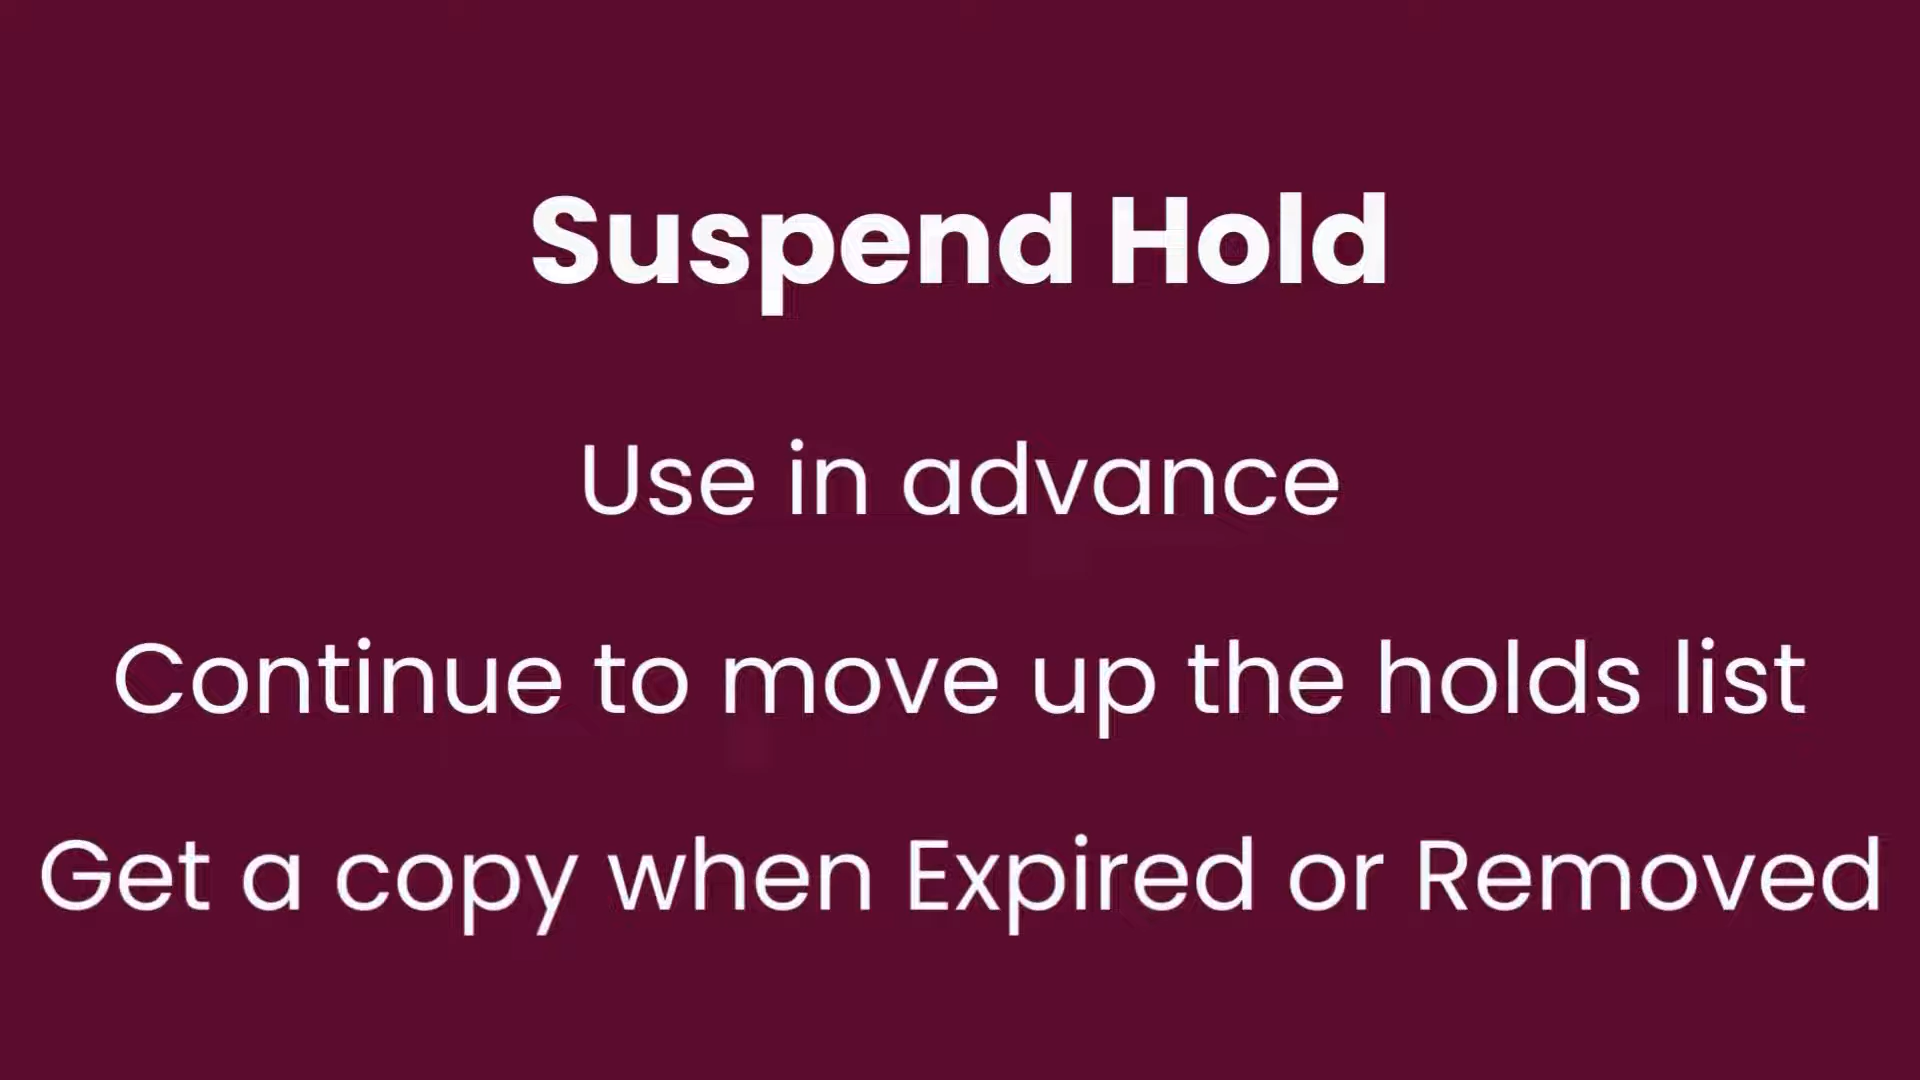 Suspend Hold
Use in advance
Continue to move up the holds list
Get a copy when Expired or Removed